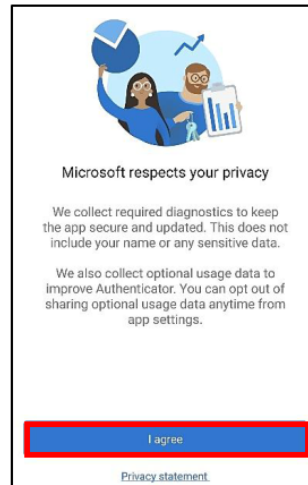 Microsoft respects your privacy
We collect required diagnostics to keep
the app secure and updated. This does not
include your name or any sensitive data.
We also collect optional usage data to
improve Authenticator. You can opt out of
sharing optional usage data anytime from
app settings.
I agree
Privacy statement